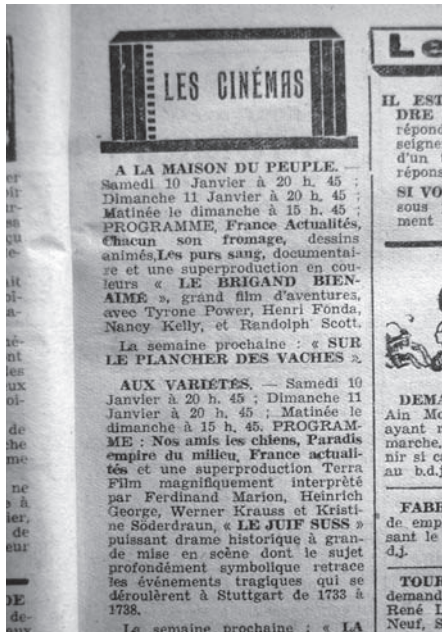 LES CINÉMAS
A LA MAISON DU PEUPLE. —
Samedi 10 Janvier à 20 h. 45 ;
Dimanche 11 Janvier à 20 h. 45 ;
Matinée le dimanche à 15 h. 45 ;
PROGRAMME, France Actualités,
Chacun son fromage, dessins
animés, Les purs sang, documentai-
re et une superproduction en cou-
leurs « LE BRIGAND BIEN-
AIMÉ », grand film d'aventures,
avec Tyrone Power, Henri Fonda,
Nancy Kelly, et Randolph Scott.
La semaine prochaine : « SUR
LE PLANCHER DES VACHES ».
AUX VARIÉTÉS. — Samedi 10
Janvier à 20 h. 45 ; Dimanche 11
Janvier à 20 h. 45 ; Matinée le
dimanche à 15 h. 45. PROGRAM-
ME : Nos amis les chiens, Paradis
empire du milieu, France actuali-
tés et une superproduction Terra
Film magnifiquement interprèté
par Ferdinand Marion, Heinrich
George, Werner Krauss et Kristi-
ne Söderdraun, « LE JUIF SUSS »
puissant drame historique à gran-
de mise en scène dont le sujet
profondément symbolique retrace
les événements tragiques qui se
déroulèrent à Stuttgart de 1733 à
1738.
La semaine prochaine : « LA
Le
IL EST
DRE
répond
seigne
d'un
répons
SI VO
sous
ment
DEMA
Ain Mo
ayant r
marche,
nir si ca
au b.d.j
FABR
de emp
sant le
d.j.
TOUR
demand
René L
Neuf, S